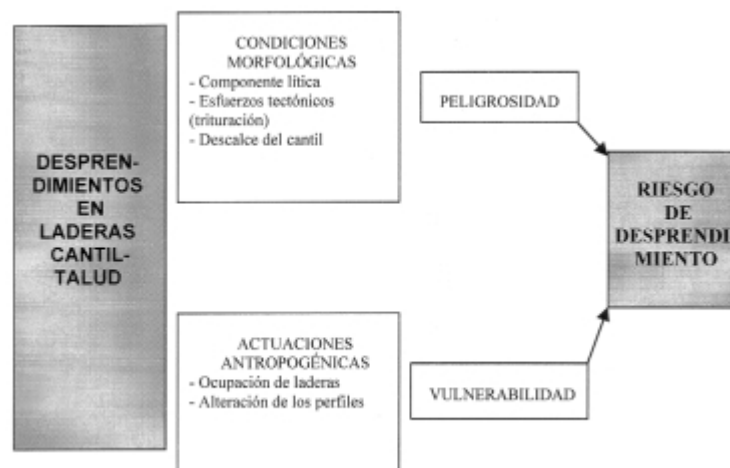 DESPREN-
DIMIENTOS
EN
LADERAS
CANTIL-
TALUD
CONDICIONES
MORFOLÓGICAS
- Componente lítica
- Esfuerzos tectónicos
(trituración)
- Descalce del cantil
ACTUACIONES
ANTROPOGÉNICAS
- Ocupación de laderas
- Alteración de los perfiles
PELIGROSIDAD
VULNERABILIDAD
RIESGO
DE
DESPRENDI
MIENTO